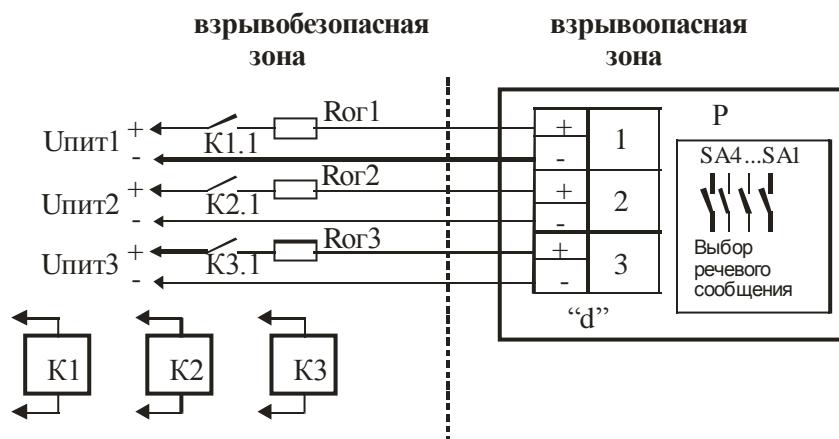 взрывобезопасная
зона
взрывоопасная
зона
Uпит1 + - K1.1 Rог1
Uпит2 + - K2.1 Rог2
Uпит3 + - K3.1 Rог3
+ - 1
+ - 2
+ - 3
“d”
P
SA4...SA1
Выбор
речевого
сообщения
K1 K2 K3